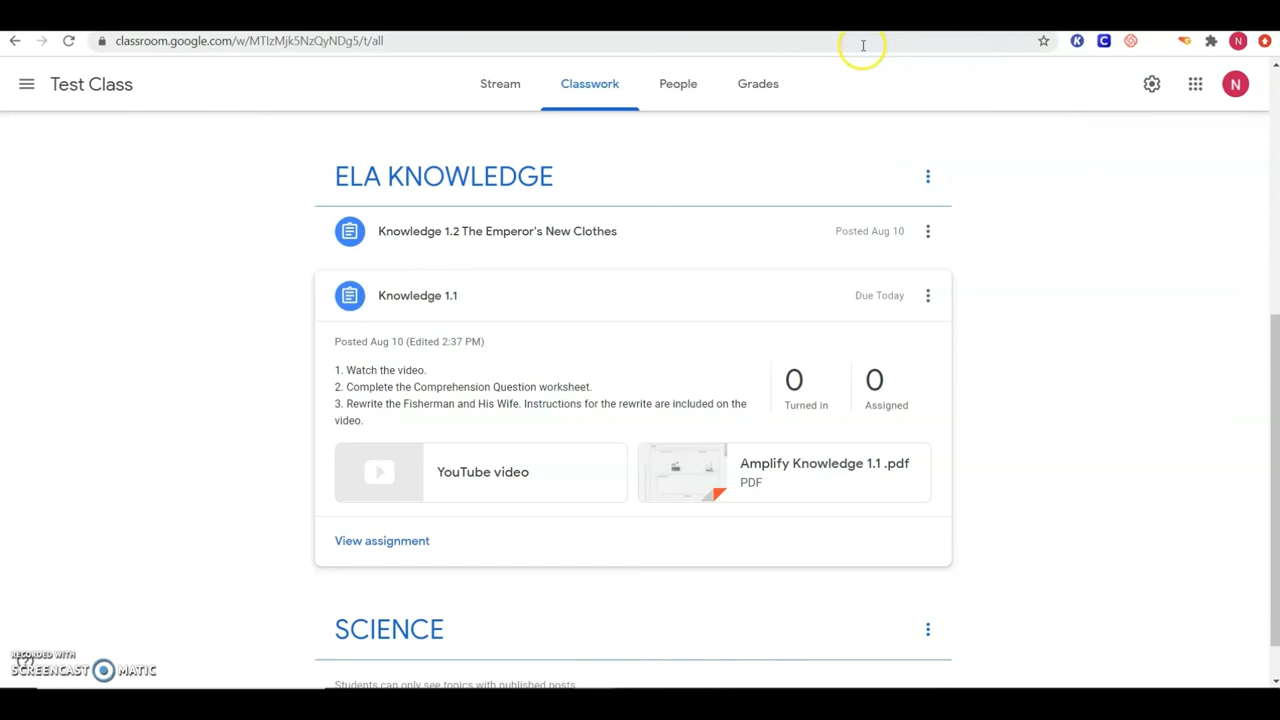 classroom.google.com/w/MTIzMjk5NzQyNDg5/t/all
N
Test Class
Stream
Classwork
People
Grades
N
ELA KNOWLEDGE
Knowledge 1.2 The Emperor's New Clothes
Posted Aug 10
Knowledge 1.1
Due Today
Posted Aug 10 (Edited 2:37 PM)
1. Watch the video.
2. Complete the Comprehension Question worksheet.
3. Rewrite the Fisherman and His Wife. Instructions for the rewrite are included on the
video.
0
Turned in
0
Assigned
YouTube video
Amplify Knowledge 1.1 .pdf
PDF
View assignment
SCIENCE
Students can only see topics with published posts
RECORDED WITH
SCREENCAST MATIC